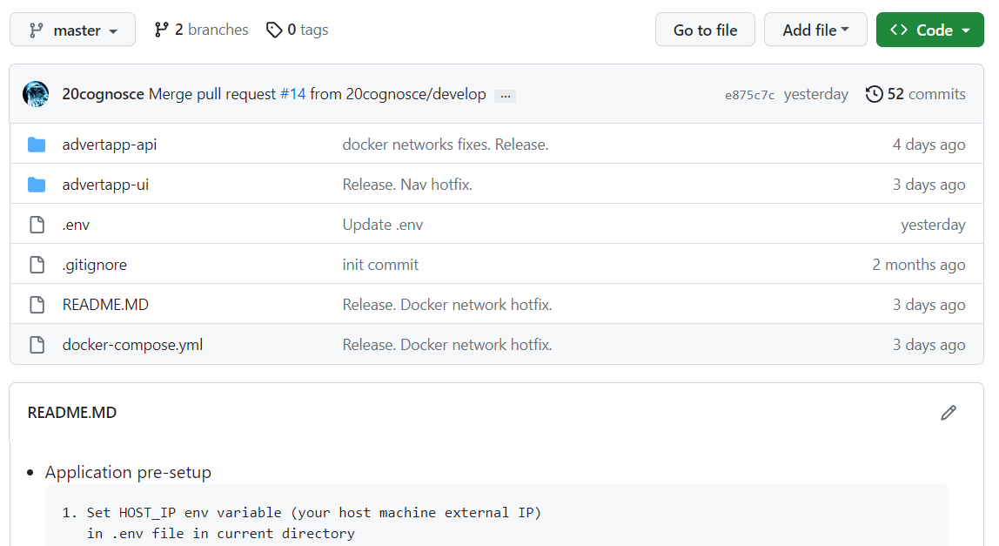 master 2 branches 0 tags Go to file Add file <> Code
20cognosce Merge pull request #14 from 20cognosce/develop ... e875c7c yesterday 52 commits
advertapp-api docker networks fixes. Release. 4 days ago
advertapp-ui Release. Nav hotfix. 3 days ago
.env Update .env yesterday
.gitignore init commit 2 months ago
README.MD Release. Docker network hotfix. 3 days ago
docker-compose.yml Release. Docker network hotfix. 3 days ago
README.MD
• Application pre-setup
1. Set HOST_IP env variable (your host machine external IP)
in .env file in current directory